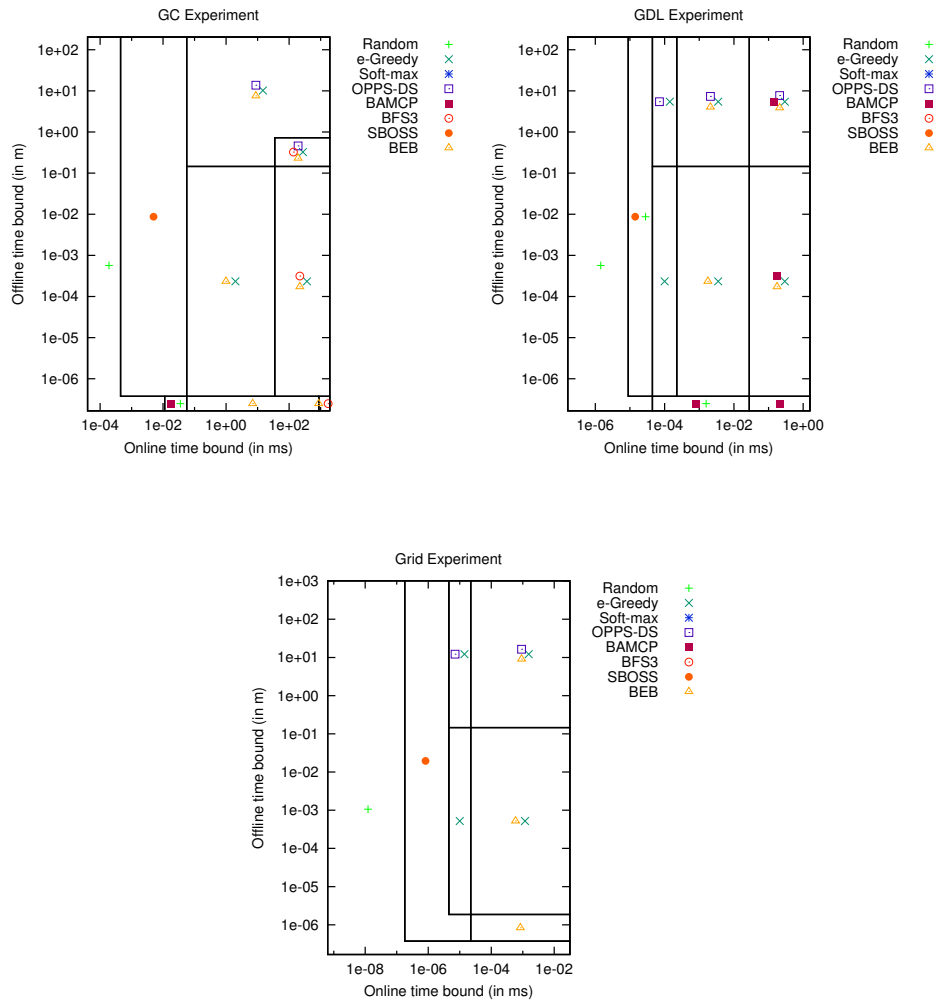 GC Experiment
Offline time bound (in m)
1e+02
1e+01
1e+00
1e-01
1e-02
1e-03
1e-04
1e-05
1e-06
1e-04 1e-02 1e+00 1e+02
Online time bound (in ms)
Random
e-Greedy
Soft-max
OPPS-DS
BAMCP
BFS3
SBOSS
BEB
GDL Experiment
Offline time bound (in m)
1e+02
1e+01
1e+00
1e-01
1e-02
1e-03
1e-04
1e-05
1e-06
1e-06 1e-04 1e-02 1e+00
Online time bound (in ms)
Random
e-Greedy
Soft-max
OPPS-DS
BAMCP
BFS3
SBOSS
BEB
Grid Experiment
Offline time bound (in m)
1e+03
1e+02
1e+01
1e+00
1e-01
1e-02
1e-03
1e-04
1e-05
1e-06
1e-08 1e-06 1e-04 1e-02
Online time bound (in ms)
Random
e-Greedy
Soft-max
OPPS-DS
BAMCP
BFS3
SBOSS
BEB